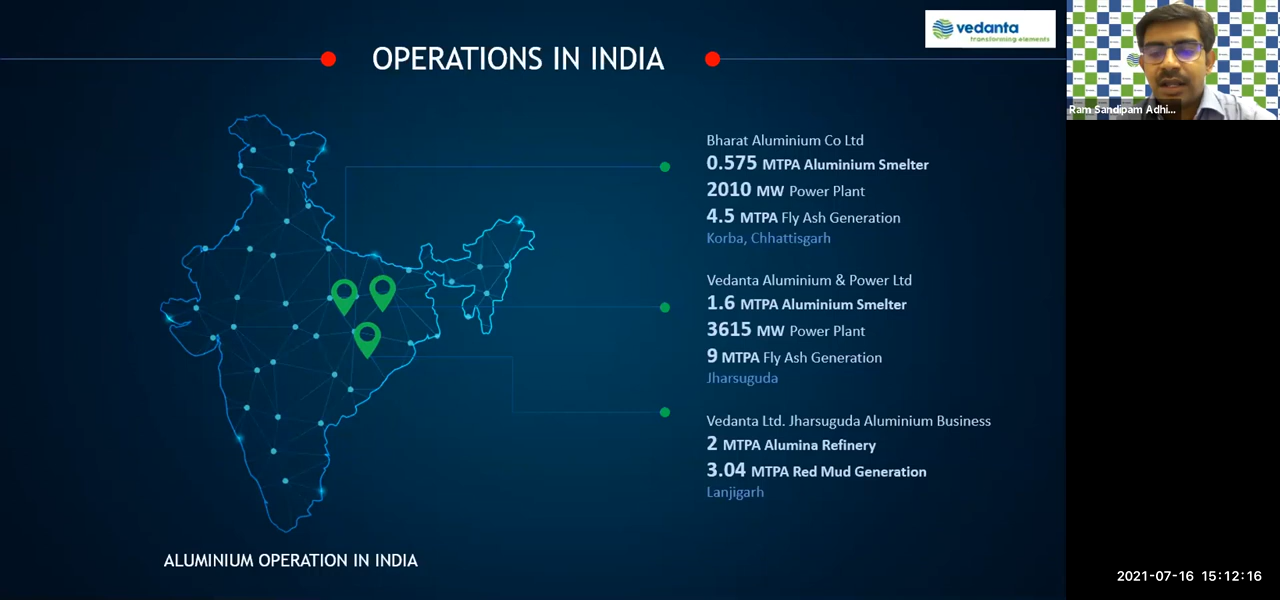 vedanta
transforming elements
OPERATIONS IN INDIA
Ram Sandipam Adhi...
Bharat Aluminium Co Ltd
0.575 MTPA Aluminium Smelter
2010 MW Power Plant
4.5 MTPA Fly Ash Generation
Korba, Chhattisgarh
Vedanta Aluminium & Power Ltd
1.6 MTPA Aluminium Smelter
3615 MW Power Plant
9 MTPA Fly Ash Generation
Jharsuguda
Vedanta Ltd. Jharsuguda Aluminium Business
2 MTPA Alumina Refinery
3.04 MTPA Red Mud Generation
Lanjigarh
ALUMINIUM OPERATION IN INDIA
2021-07-16 15:12:16